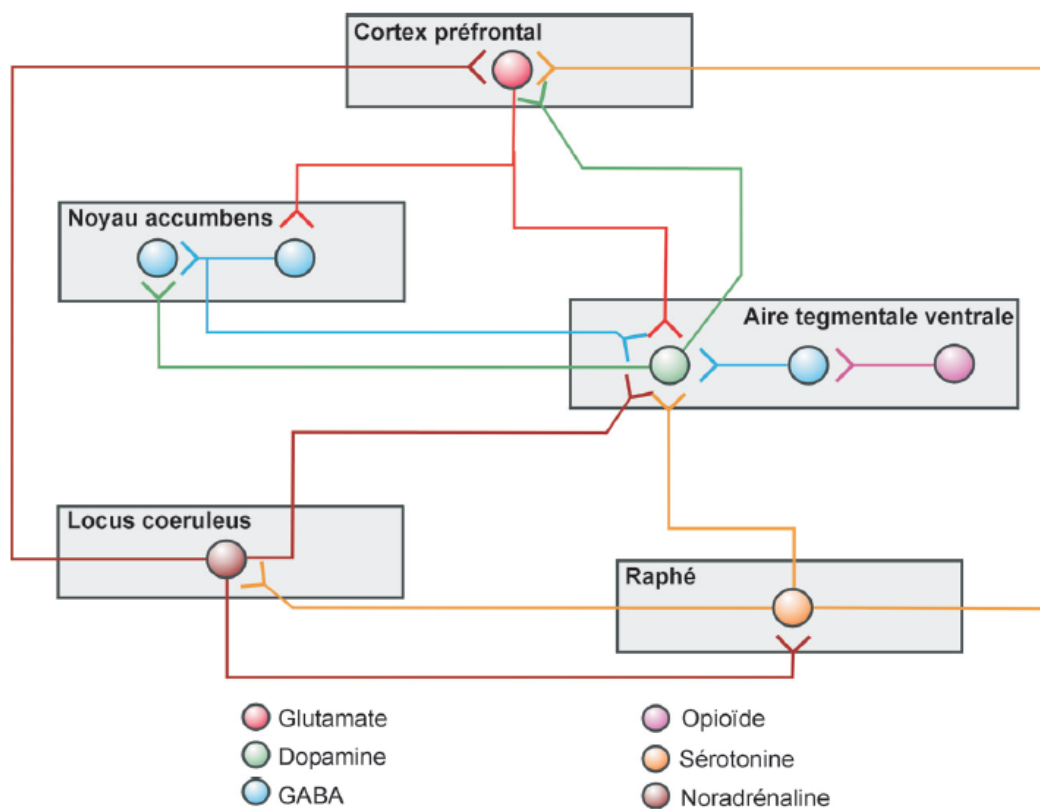 Cortex préfrontal
Noyau accumbens
Aire tegmentale ventrale
Locus coeruleus
Raphé
Glutamate
Opioïde
Dopamine
Sérotonine
GABA
Noradrénaline